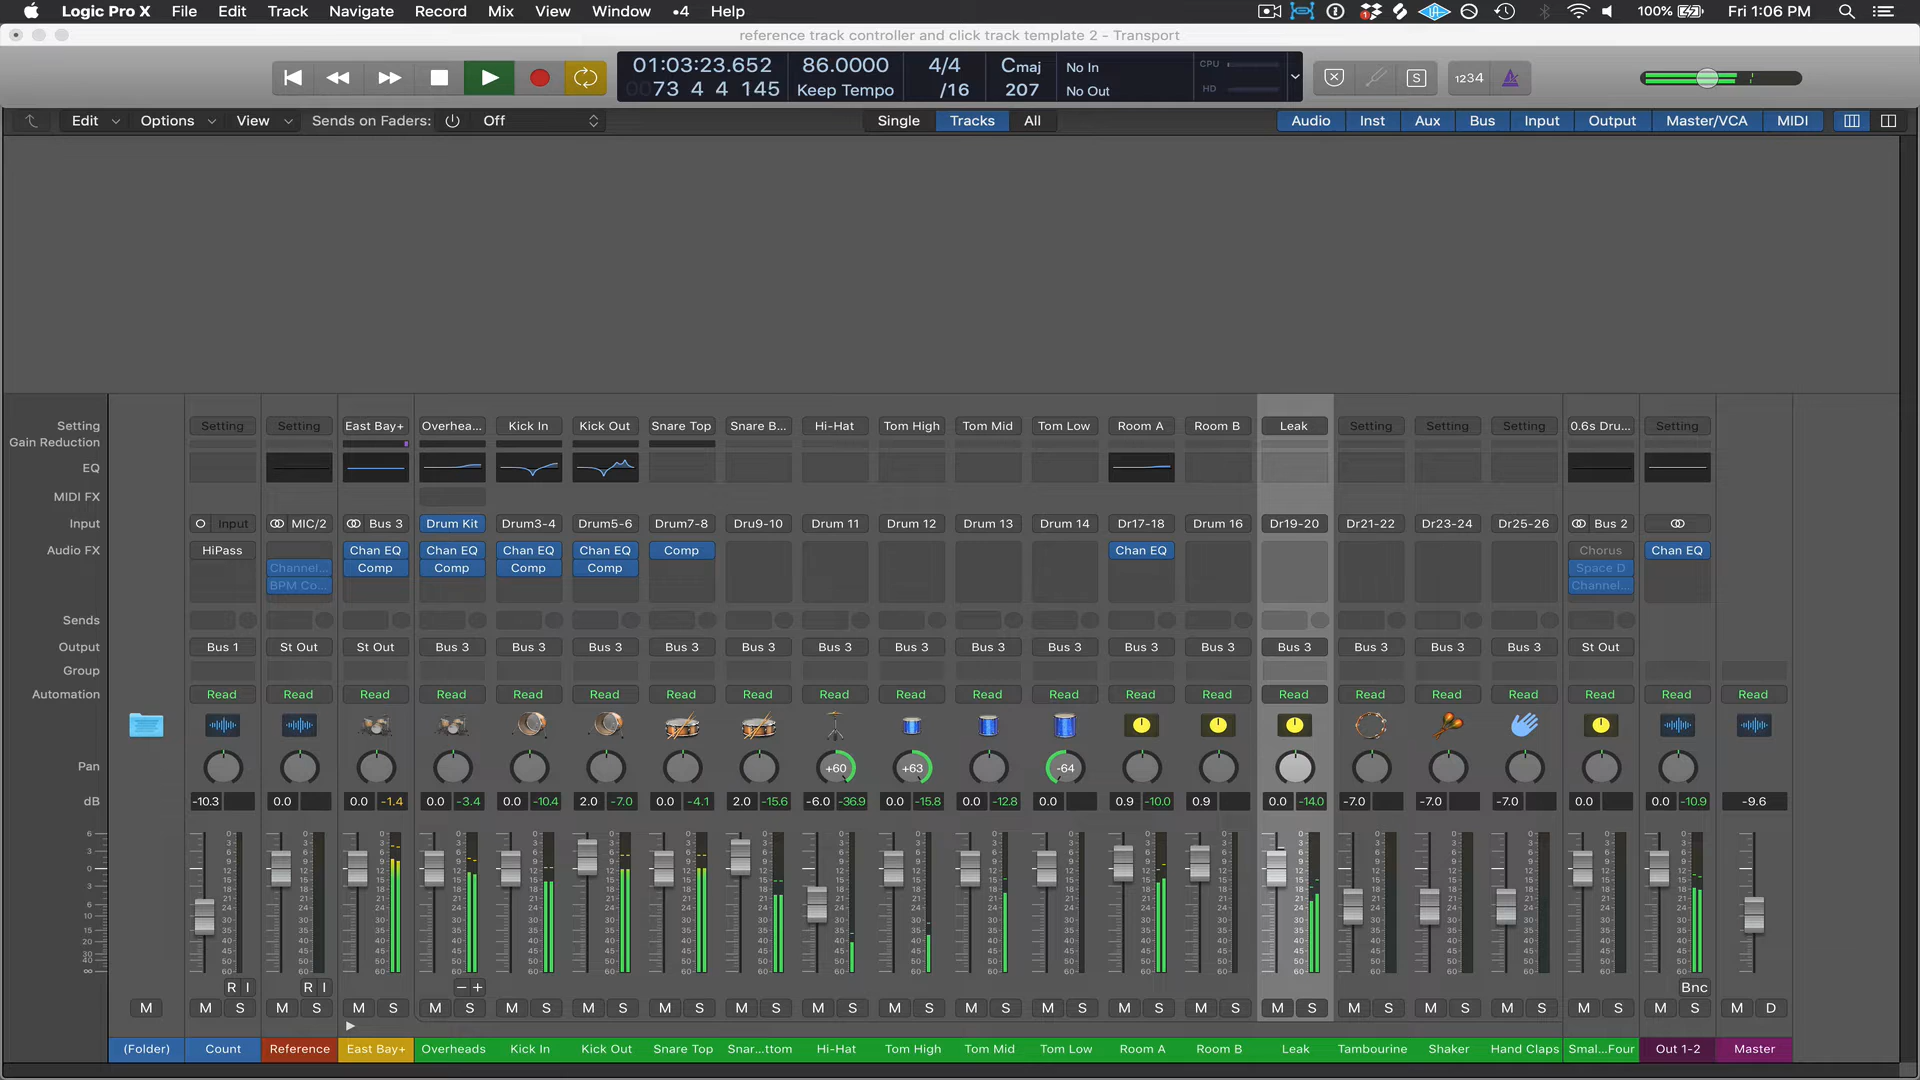 Logic Pro X File Edit Track Navigate Record Mix View Window •4 Help 1 100% Fri 1:06 PM
reference track controller and click track template 2 - Transport
01:03:23.652 86.0000 4/4 Cmaj No In CPU
0073 4 4 145 Keep Tempo /16 207 No Out HD
S 1234
Edit Options View Sends on Faders: Off Single Tracks All Audio Inst Aux Bus Input Output Master/VCA MIDI
Setting Setting Setting East Bay+ Overhea... Kick In Kick Out Snare Top Snare B... Hi-Hat Tom High Tom Mid Tom Low Room A Room B Leak Setting Setting Setting 0.6s Dru... Setting
Gain Reduction
EQ
MIDI FX
Input Input MIC/2 Bus 3 Drum Kit Drum3-4 Drum5-6 Drum7-8 Dru9-10 Drum 11 Drum 12 Drum 13 Drum 14 Dr17-18 Drum 16 Dr19-20 Dr21-22 Dr23-24 Dr25-26 Bus 2
Audio FX HiPass Chan EQ Chan EQ Chan EQ Chan EQ Comp Chan EQ Chorus Chan EQ
Channel... Comp Comp Comp Comp Space D
BPM Co... Channel...
Sends
Output Bus 1 St Out St Out Bus 3 Bus 3 Bus 3 Bus 3 Bus 3 Bus 3 Bus 3 Bus 3 Bus 3 Bus 3 Bus 3 Bus 3 Bus 3 Bus 3 Bus 3 St Out
Group
Automation Read Read Read Read Read Read Read Read Read Read Read Read Read Read Read Read Read Read Read Read Read
Pan +60 +63 -64
dB -10.3 0.0 0.0 -1.4 0.0 -3.4 0.0 -10.4 2.0 -7.0 0.0 -4.1 2.0 -15.6 -6.0 -36.9 0.0 -15.8 0.0 -12.8 0.0 0.9 -10.0 0.9 0.0 -14.0 -7.0 -7.0 -7.0 0.0 0.0 -10.9 -9.6
R I R I − + Bnc
M M S M S M S M S M S M S M S M S M S M S M S M S M S M S M S M S M S M S M S M S M D
(Folder) Count Reference East Bay+ Overheads Kick In Kick Out Snare Top Snar...ttom Hi-Hat Tom High Tom Mid Tom Low Room A Room B Leak Tambourine Shaker Hand Claps Smal...Four Out 1-2 Master